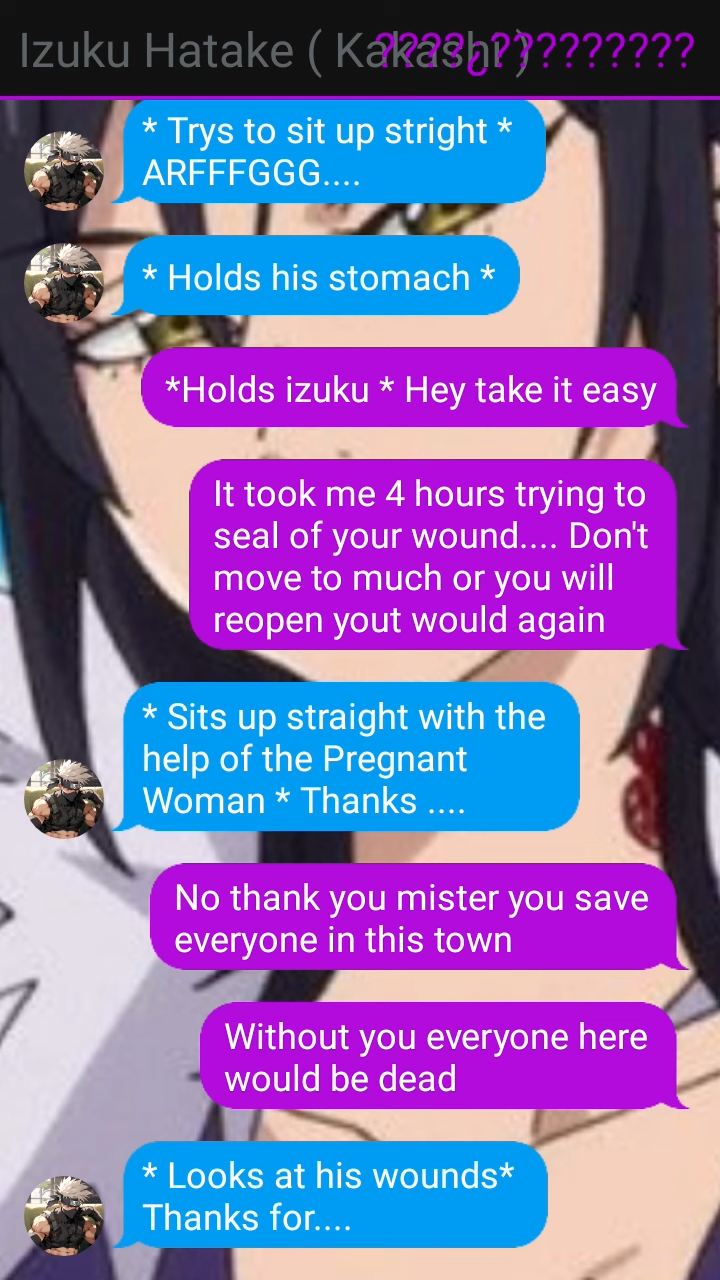 Izuku Hatake ( Kakashi )
????¿?????????
* Trys to sit up stright *
ARFFFGGG....
* Holds his stomach *
*Holds izuku * Hey take it easy
It took me 4 hours trying to
seal of your wound.... Don't
move to much or you will
reopen yout would again
* Sits up straight with the
help of the Pregnant
Woman * Thanks ....
No thank you mister you save
everyone in this town
Without you everyone here
would be dead
* Looks at his wounds*
Thanks for....